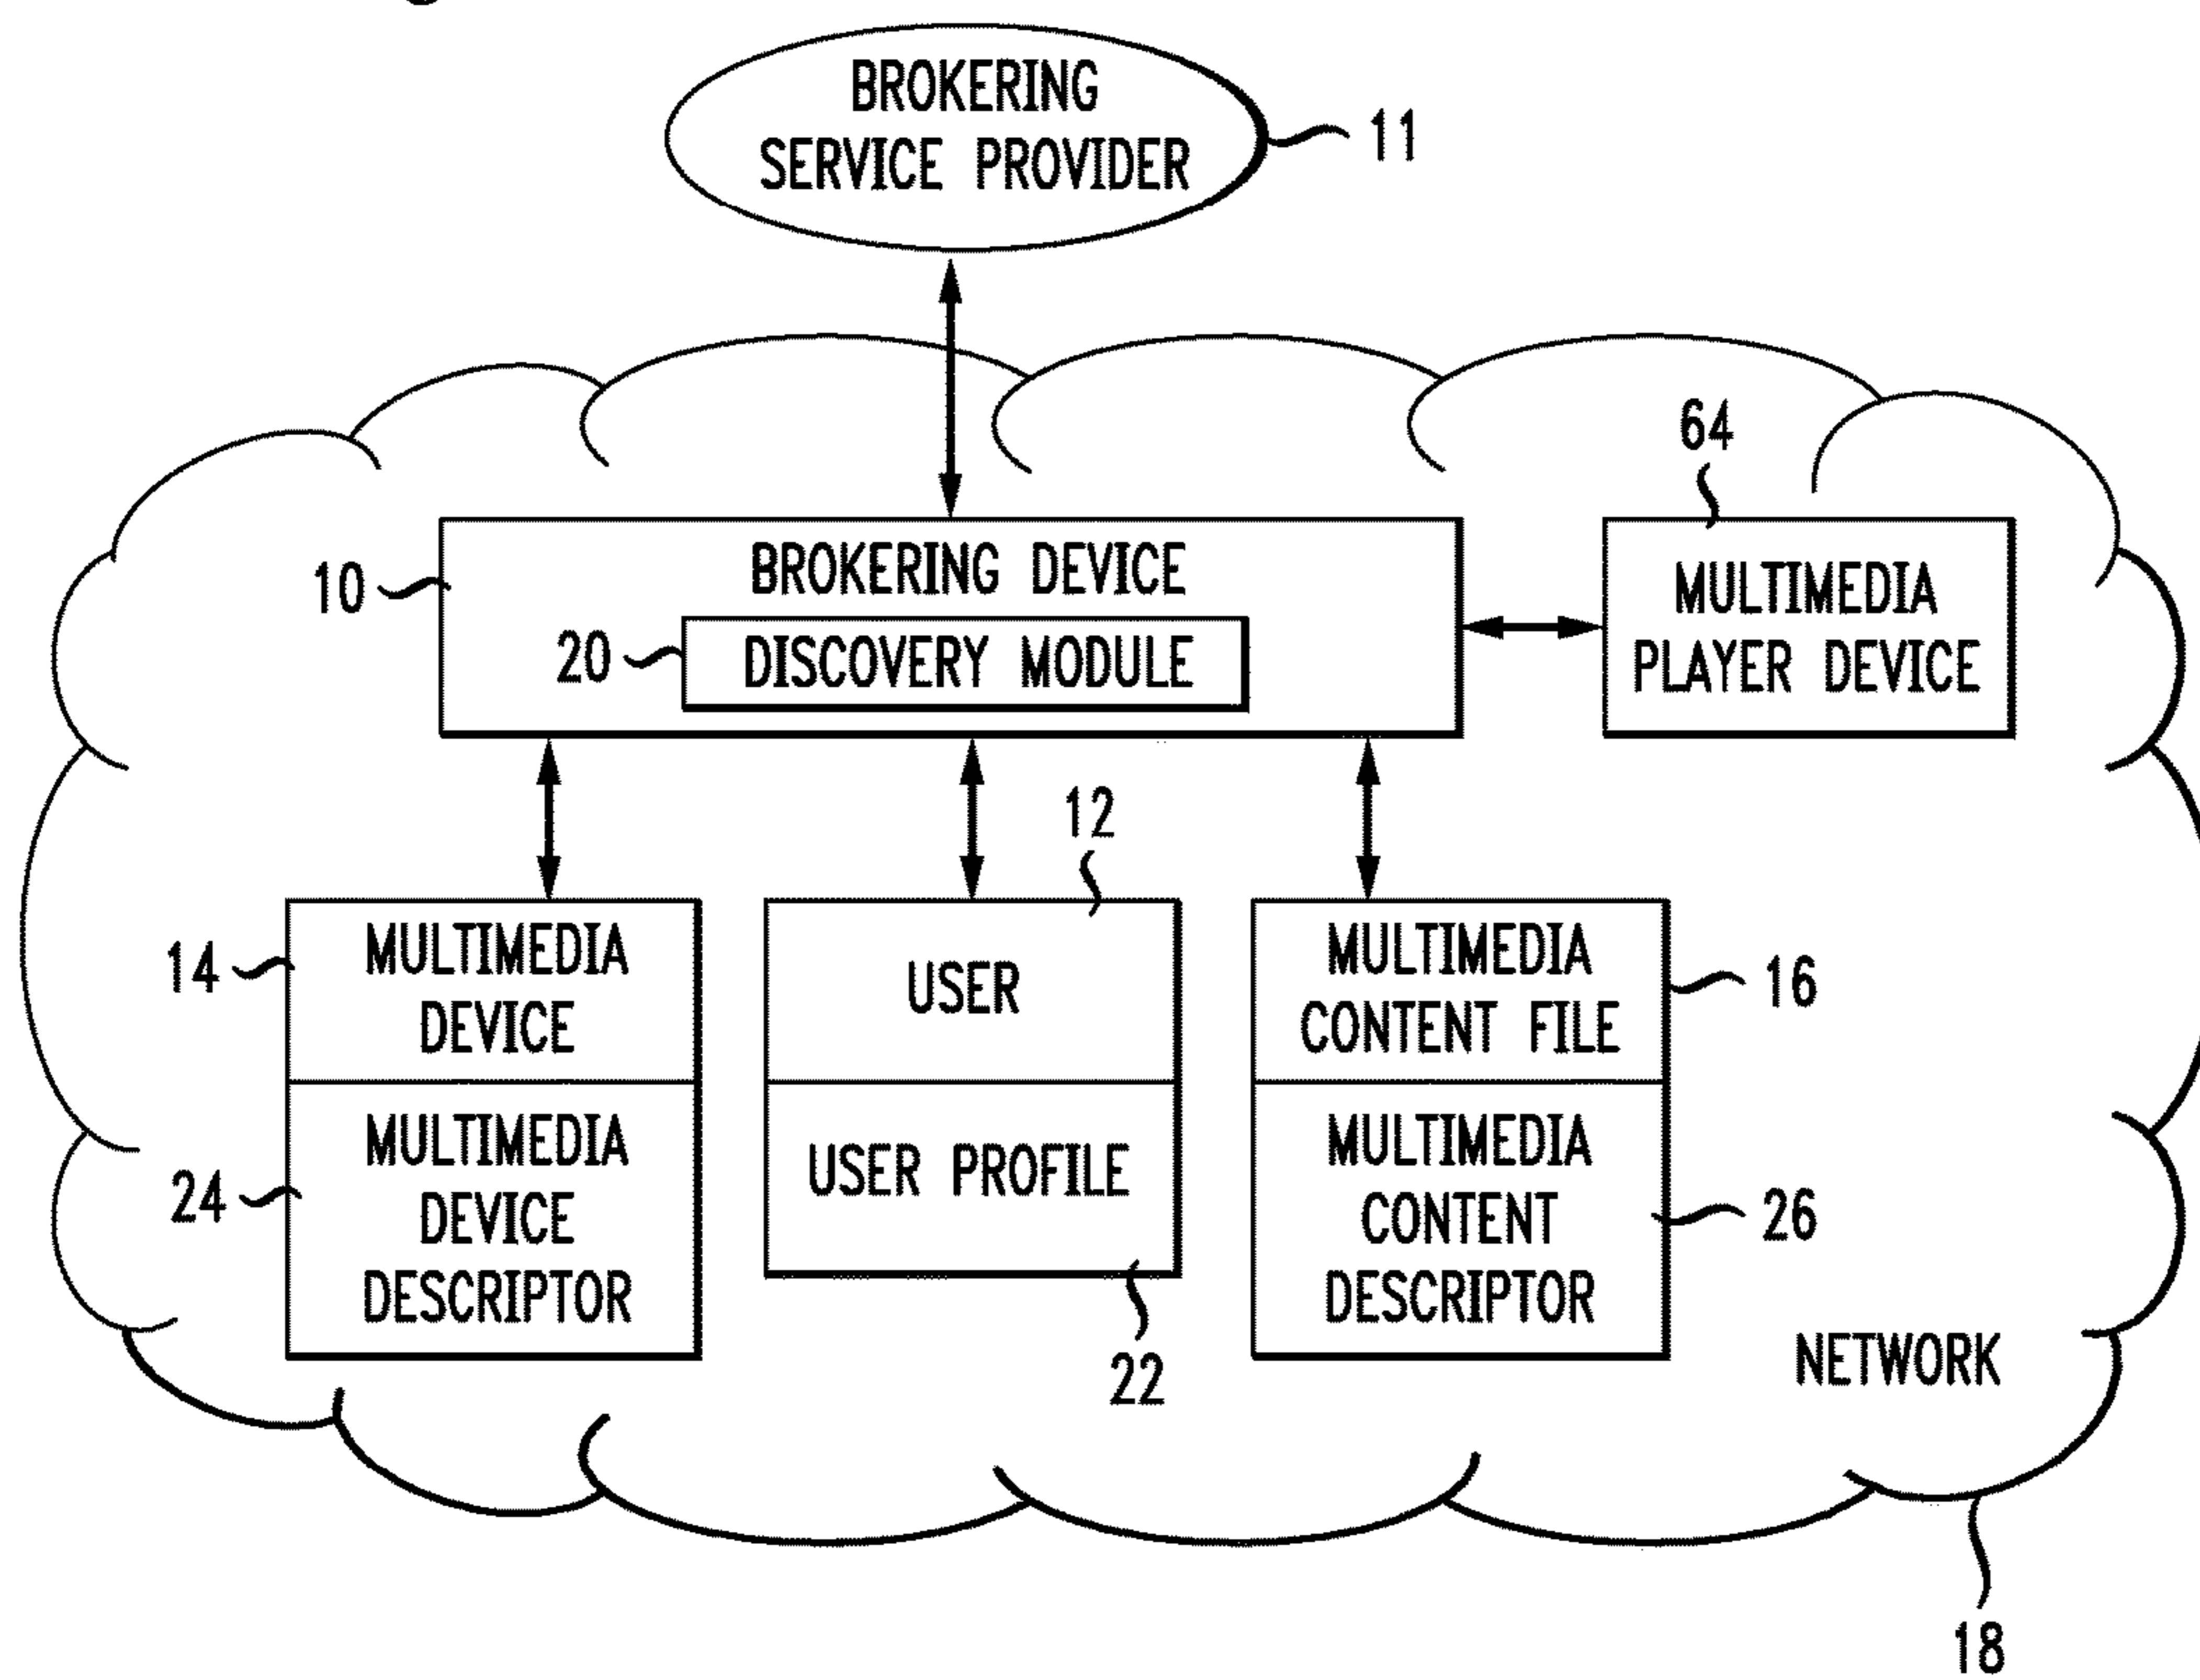 BROKERING
SERVICE PROVIDER
11
64
10
BROKERING DEVICE
20
DISCOVERY MODULE
MULTIMEDIA
PLAYER DEVICE
12
14
MULTIMEDIA
DEVICE
USER
MULTIMEDIA
CONTENT FILE
16
24
MULTIMEDIA
DEVICE
DESCRIPTOR
USER PROFILE
22
MULTIMEDIA
CONTENT
DESCRIPTOR
26
NETWORK
18